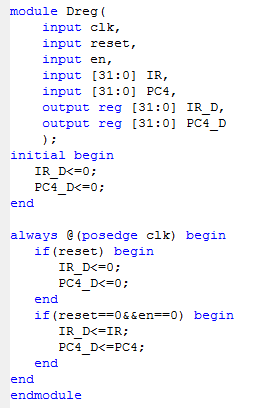 module Dreg(
    input clk,
    input reset,
    input en,
    input [31:0] IR,
    input [31:0] PC4,
    output reg [31:0] IR_D,
    output reg [31:0] PC4_D
    );
initial begin
   IR_D<=0;
   PC4_D<=0;
end

always @(posedge clk) begin
   if(reset) begin
      IR_D<=0;
      PC4_D<=0;
   end
   if(reset==0&&en==0) begin
      IR_D<=IR;
      PC4_D<=PC4;
   end
end
endmodule